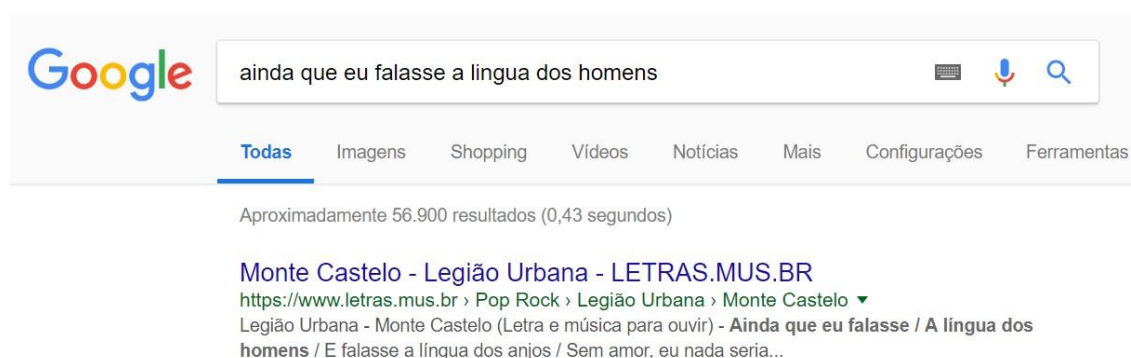 Google
ainda que eu falasse a lingua dos homens
Todas Imagens Shopping Vídeos Notícias Mais Configurações Ferramentas
Aproximadamente 56.900 resultados (0,43 segundos)
Monte Castelo - Legião Urbana - LETRAS.MUS.BR
https://www.letras.mus.br › Pop Rock › Legião Urbana › Monte Castelo
Legião Urbana - Monte Castelo (Letra e música para ouvir) - Ainda que eu falasse / A língua dos
homens / E falasse a língua dos anjos / Sem amor, eu nada seria...